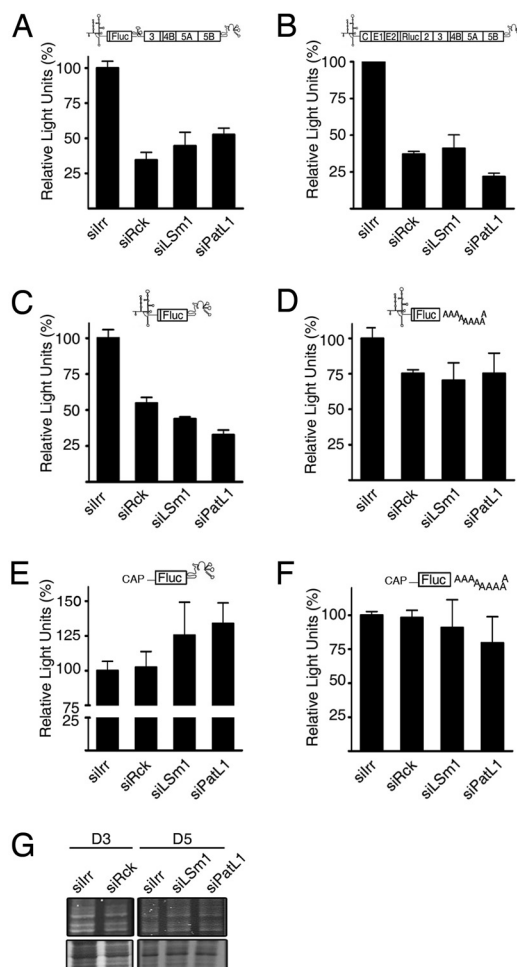 A
Fluc 3 4B 5A 5B
Relative Light Units (%)
100
75
50
25
siIrr siRck siLSm1 siPatL1
B
C E1 E2 Rluc 2 3 4B 5A 5B
Relative Light Units (%)
100
75
50
25
siIrr siRck siLSm1 siPatL1
C
Fluc
Relative Light Units (%)
100
75
50
25
siIrr siRck siLSm1 siPatL1
D
Fluc AAAAAAAAA
Relative Light Units (%)
100
75
50
25
siIrr siRck siLSm1 siPatL1
E
CAP Fluc
Relative Light Units (%)
150
125
100
75
25
siIrr siRck siLSm1 siPatL1
F
CAP Fluc AAAAAAAAA
Relative Light Units (%)
100
75
50
25
siIrr siRck siLSm1 siPatL1
G
D3 D5
siIrr siRck siIrr siLSm1 siPatL1